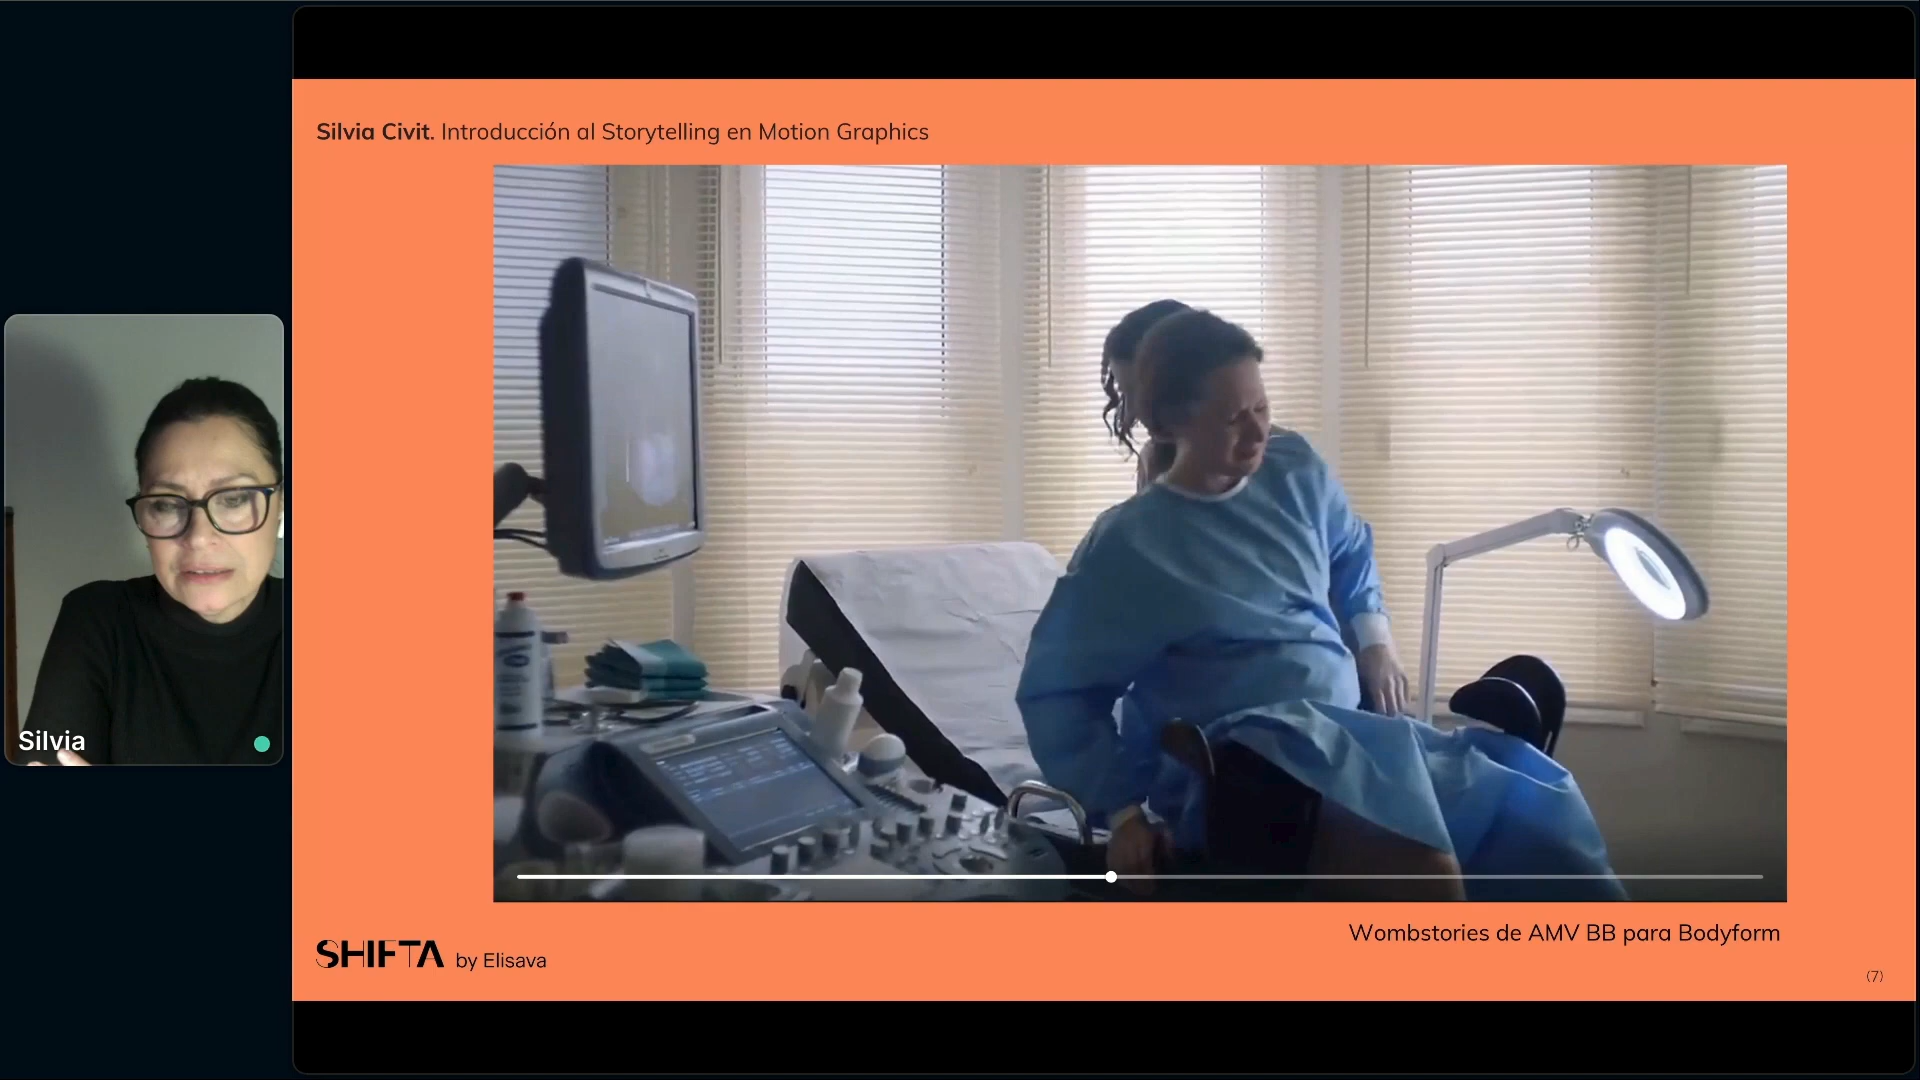 Silvia Civit. Introducción al Storytelling en Motion Graphics
Silvia
Wombstories de AMV BB para Bodyform
SHIFTA by Elisava
(7)